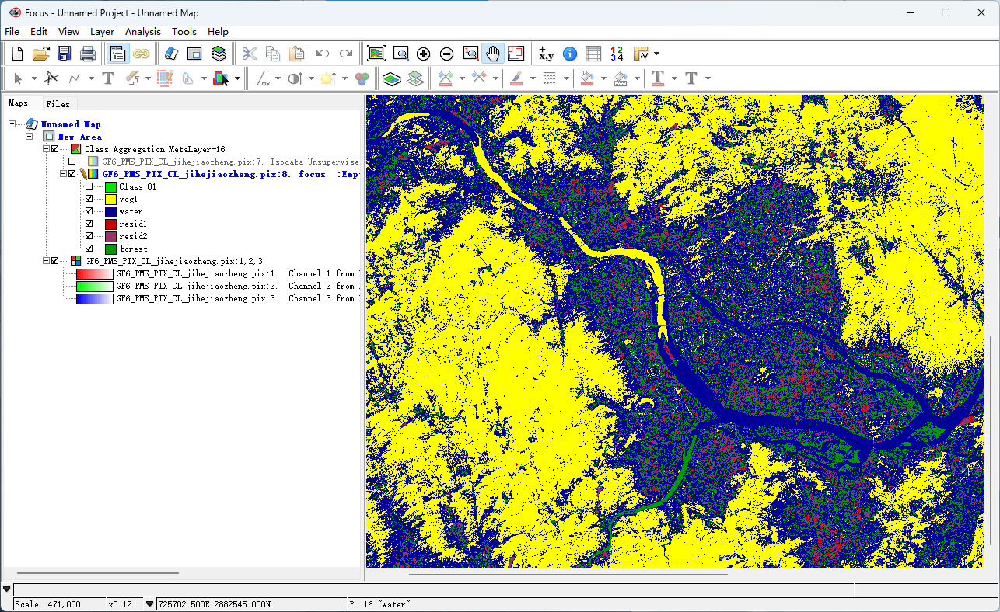 Focus - Unnamed Project - Unnamed Map
File Edit View Layer Analysis Tools Help
+x,y
1 2
3 4
Maps Files
Unnamed Map
New Area
Class Aggregation MetaLayer-16
GF6_PMS_PIX_CL_jihejiaozheng.pix:7. Isodata Unsupervise
GF6_PMS_PIX_CL_jihejiaozheng.pix:8. focus :Emp
Class-01
veg1
water
resid1
resid2
forest
GF6_PMS_PIX_CL_jihejiaozheng.pix:1,2,3
GF6_PMS_PIX_CL_jihejiaozheng.pix:1. Channel 1 from
GF6_PMS_PIX_CL_jihejiaozheng.pix:2. Channel 2 from
GF6_PMS_PIX_CL_jihejiaozheng.pix:3. Channel 3 from
Scale: 471,000 x0.12 725702.500E 2882545.000N P: 16 "water"